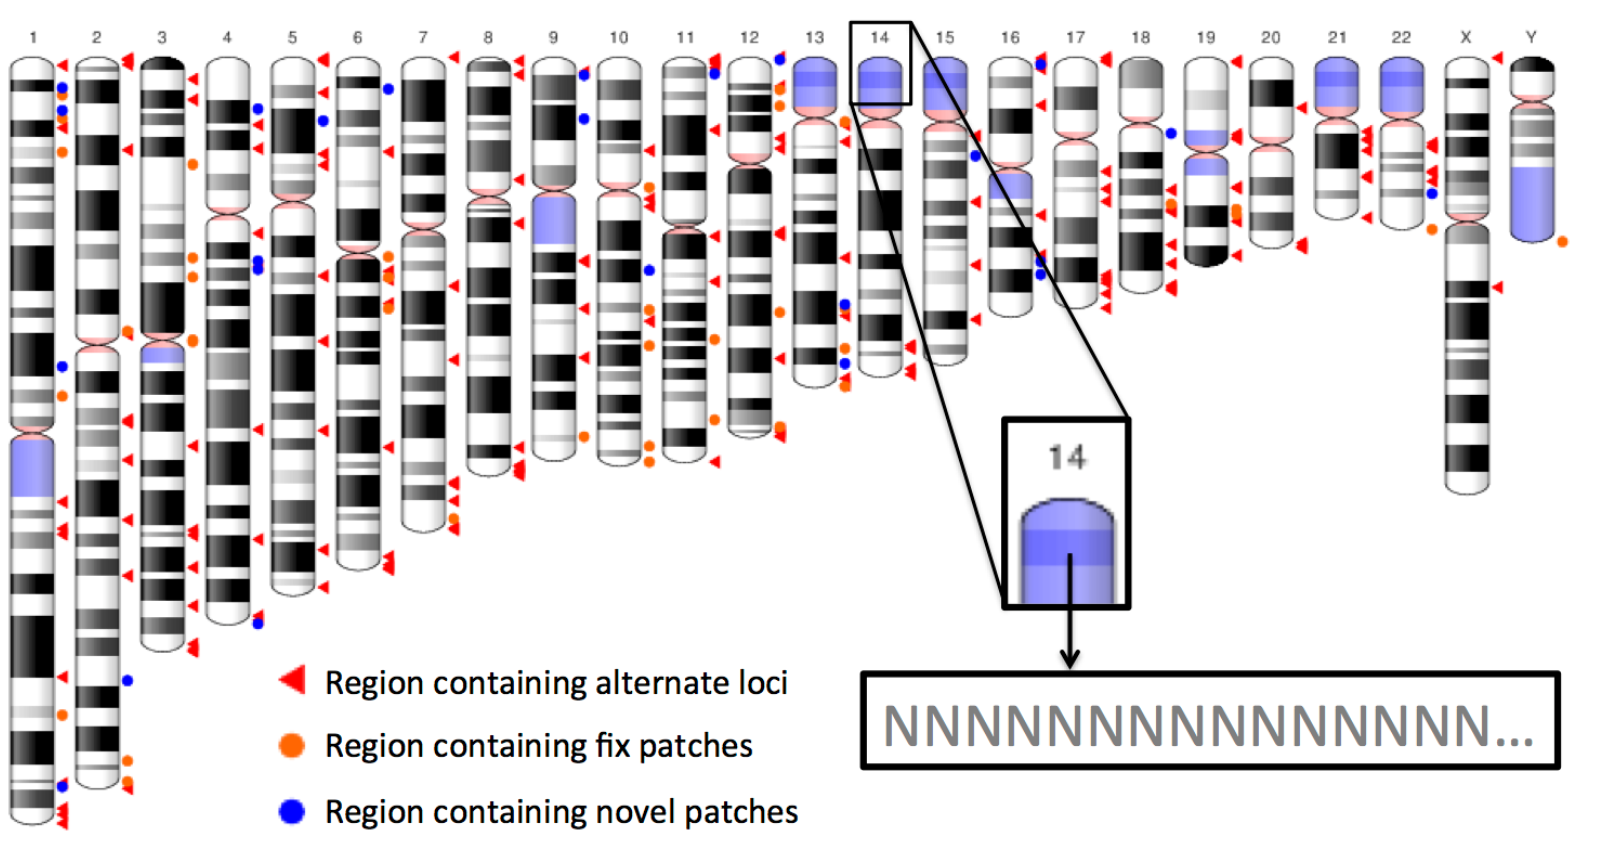 1 2 3 4 5 6 7 8 9 10 11 12 13 14 15 16 17 18 19 20 21 22 X Y
14
Region containing alternate loci
Region containing fix patches
Region containing novel patches
NNNNNNNNNNNNNNN...